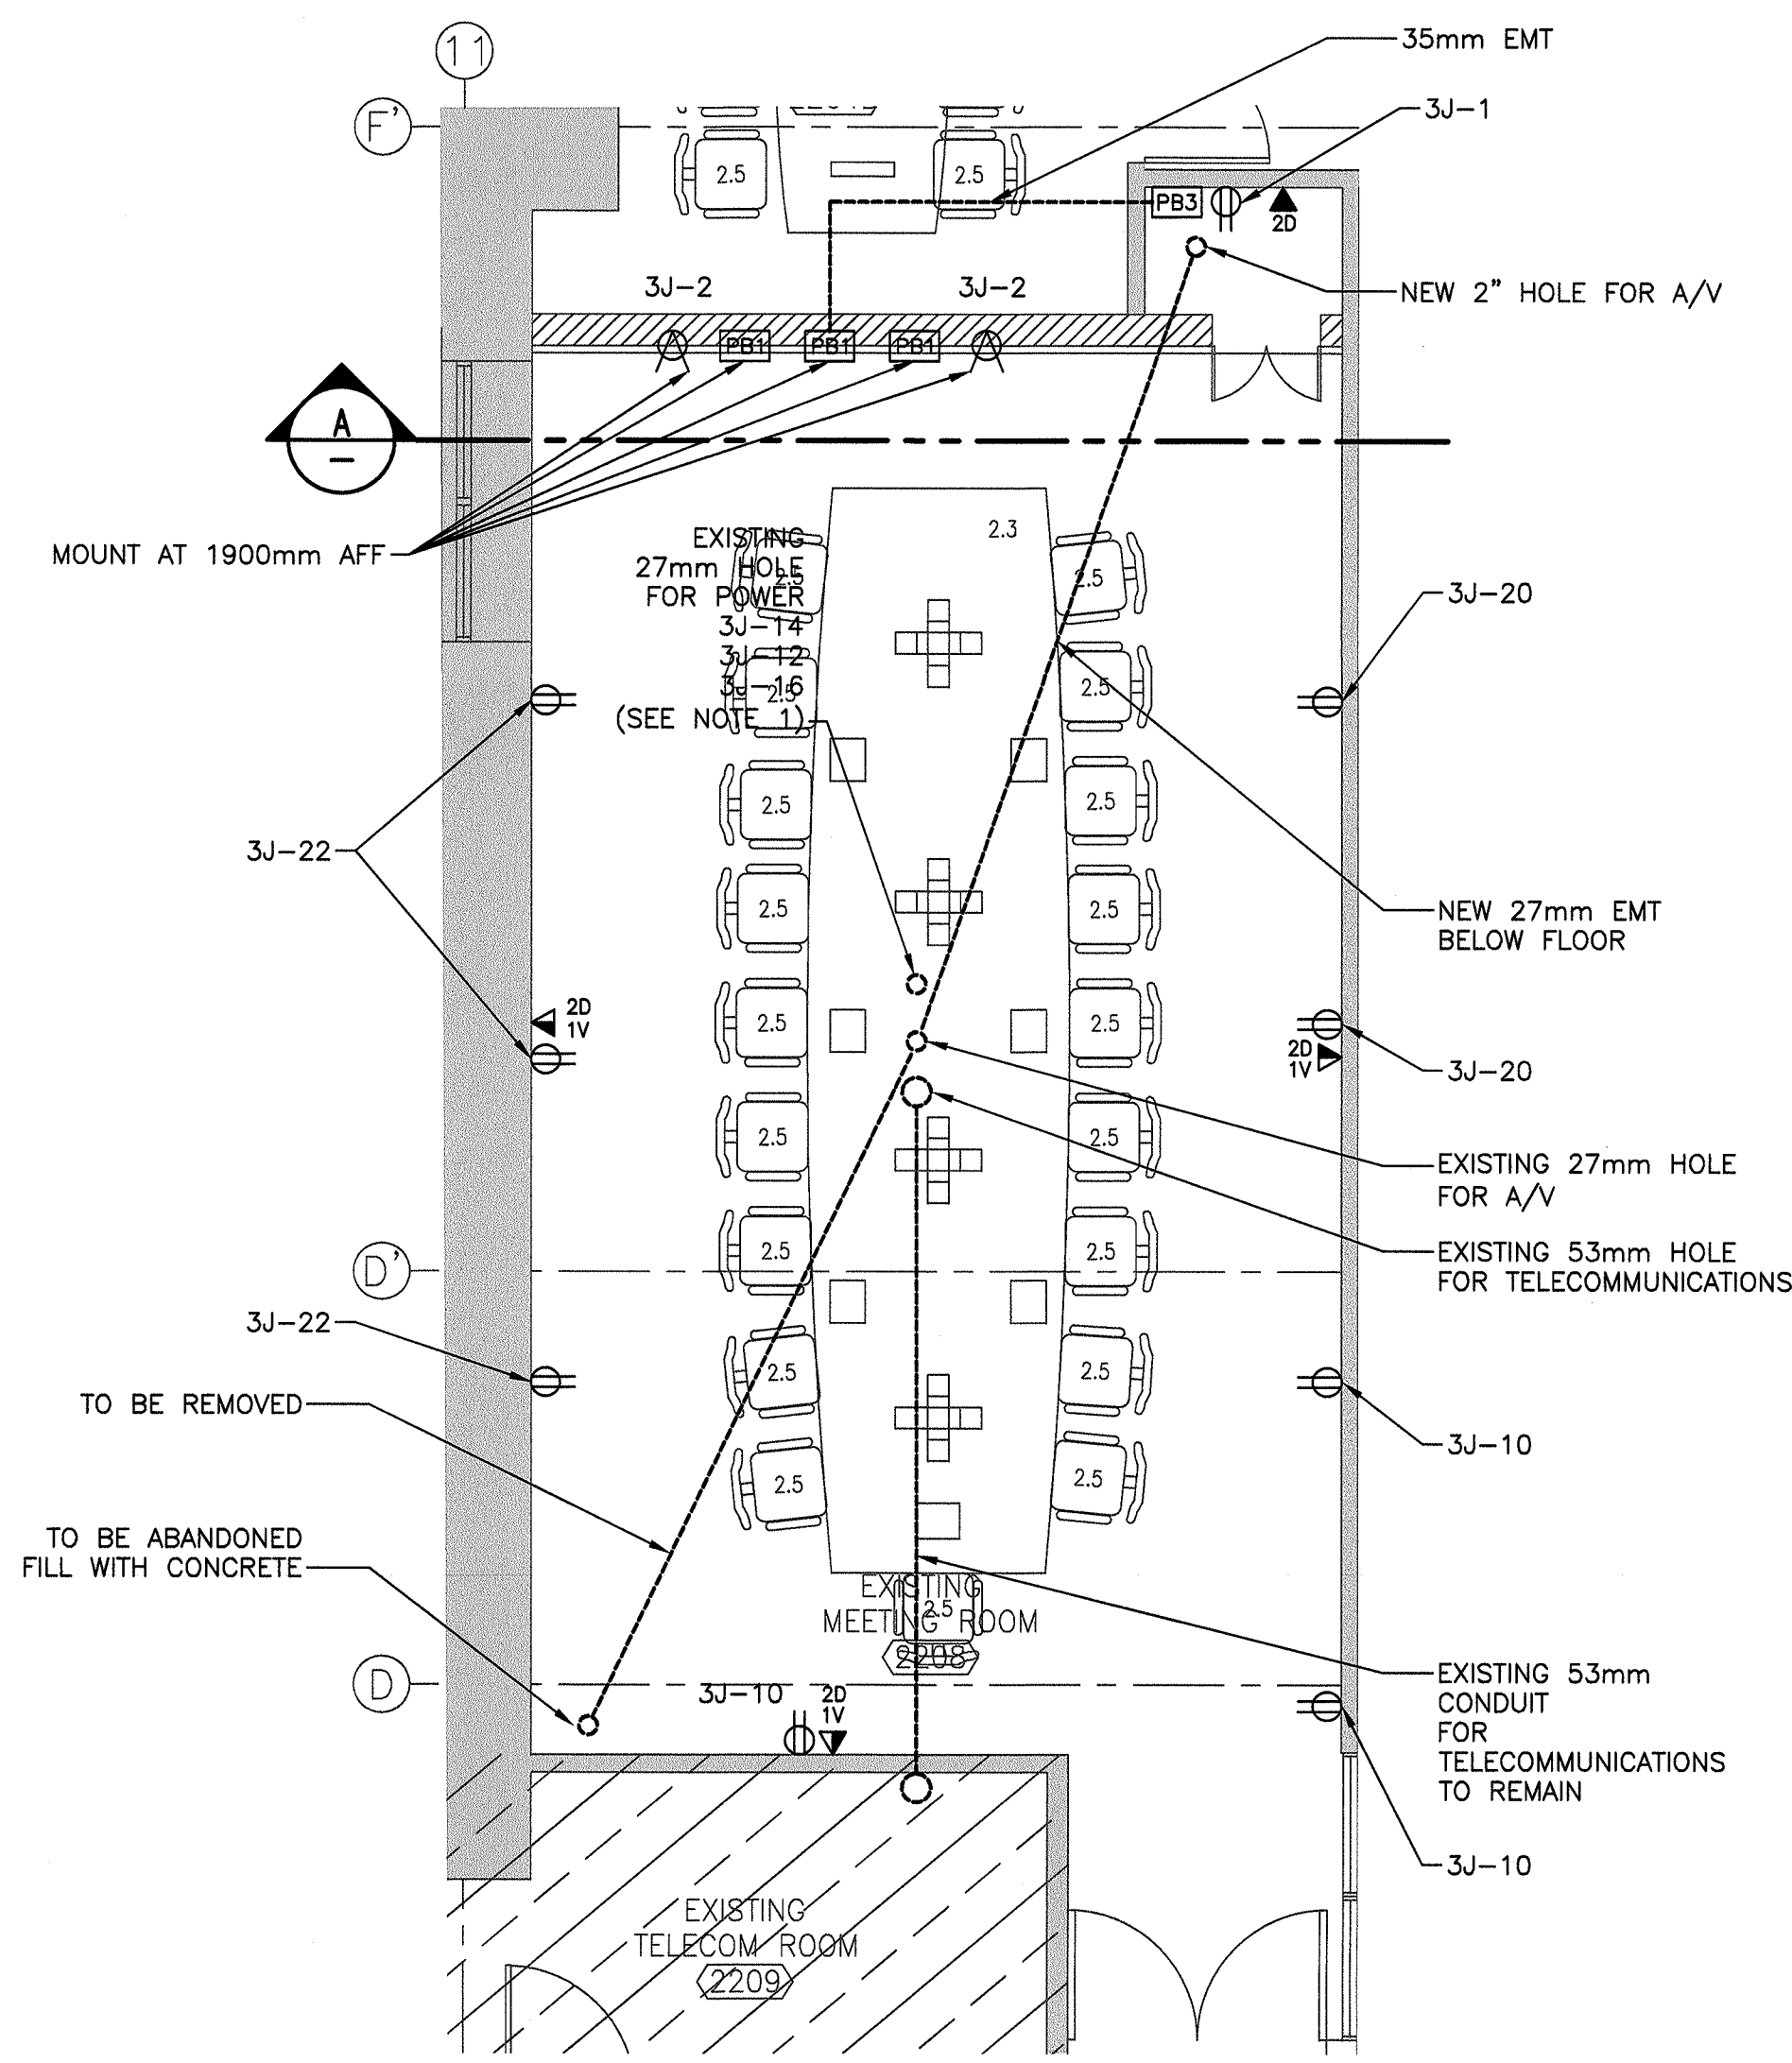 11
35mm EMT
3J-1
F'
2.5
2.5
PB3
2D
3J-2
3J-2
NEW 2" HOLE FOR A/V
PB1
PB1
PB1
A
–
MOUNT AT 1900mm AFF
2.3
EXISTING
27mm HOLE
FOR POWER
3J-14
3J-12
3J-16
(SEE NOTE 1)
2.5
2.5
3J-20
2.5
2.5
2.5
2.5
3J-22
2.5
2.5
NEW 27mm EMT
BELOW FLOOR
2D
1V
2.5
2.5
2D
1V
3J-20
2.5
2.5
EXISTING 27mm HOLE
FOR A/V
2.5
2.5
EXISTING 53mm HOLE
FOR TELECOMMUNICATIONS
D'
3J-22
2.5
2.5
TO BE REMOVED
3J-10
2.5
2.5
TO BE ABANDONED
FILL WITH CONCRETE
EXISTING
MEETING ROOM
2.5
2208
EXISTING 53mm
CONDUIT
FOR
TELECOMMUNICATIONS
TO REMAIN
D
3J-10
2D
1V
3J-10
EXISTING
TELECOM ROOM
2209